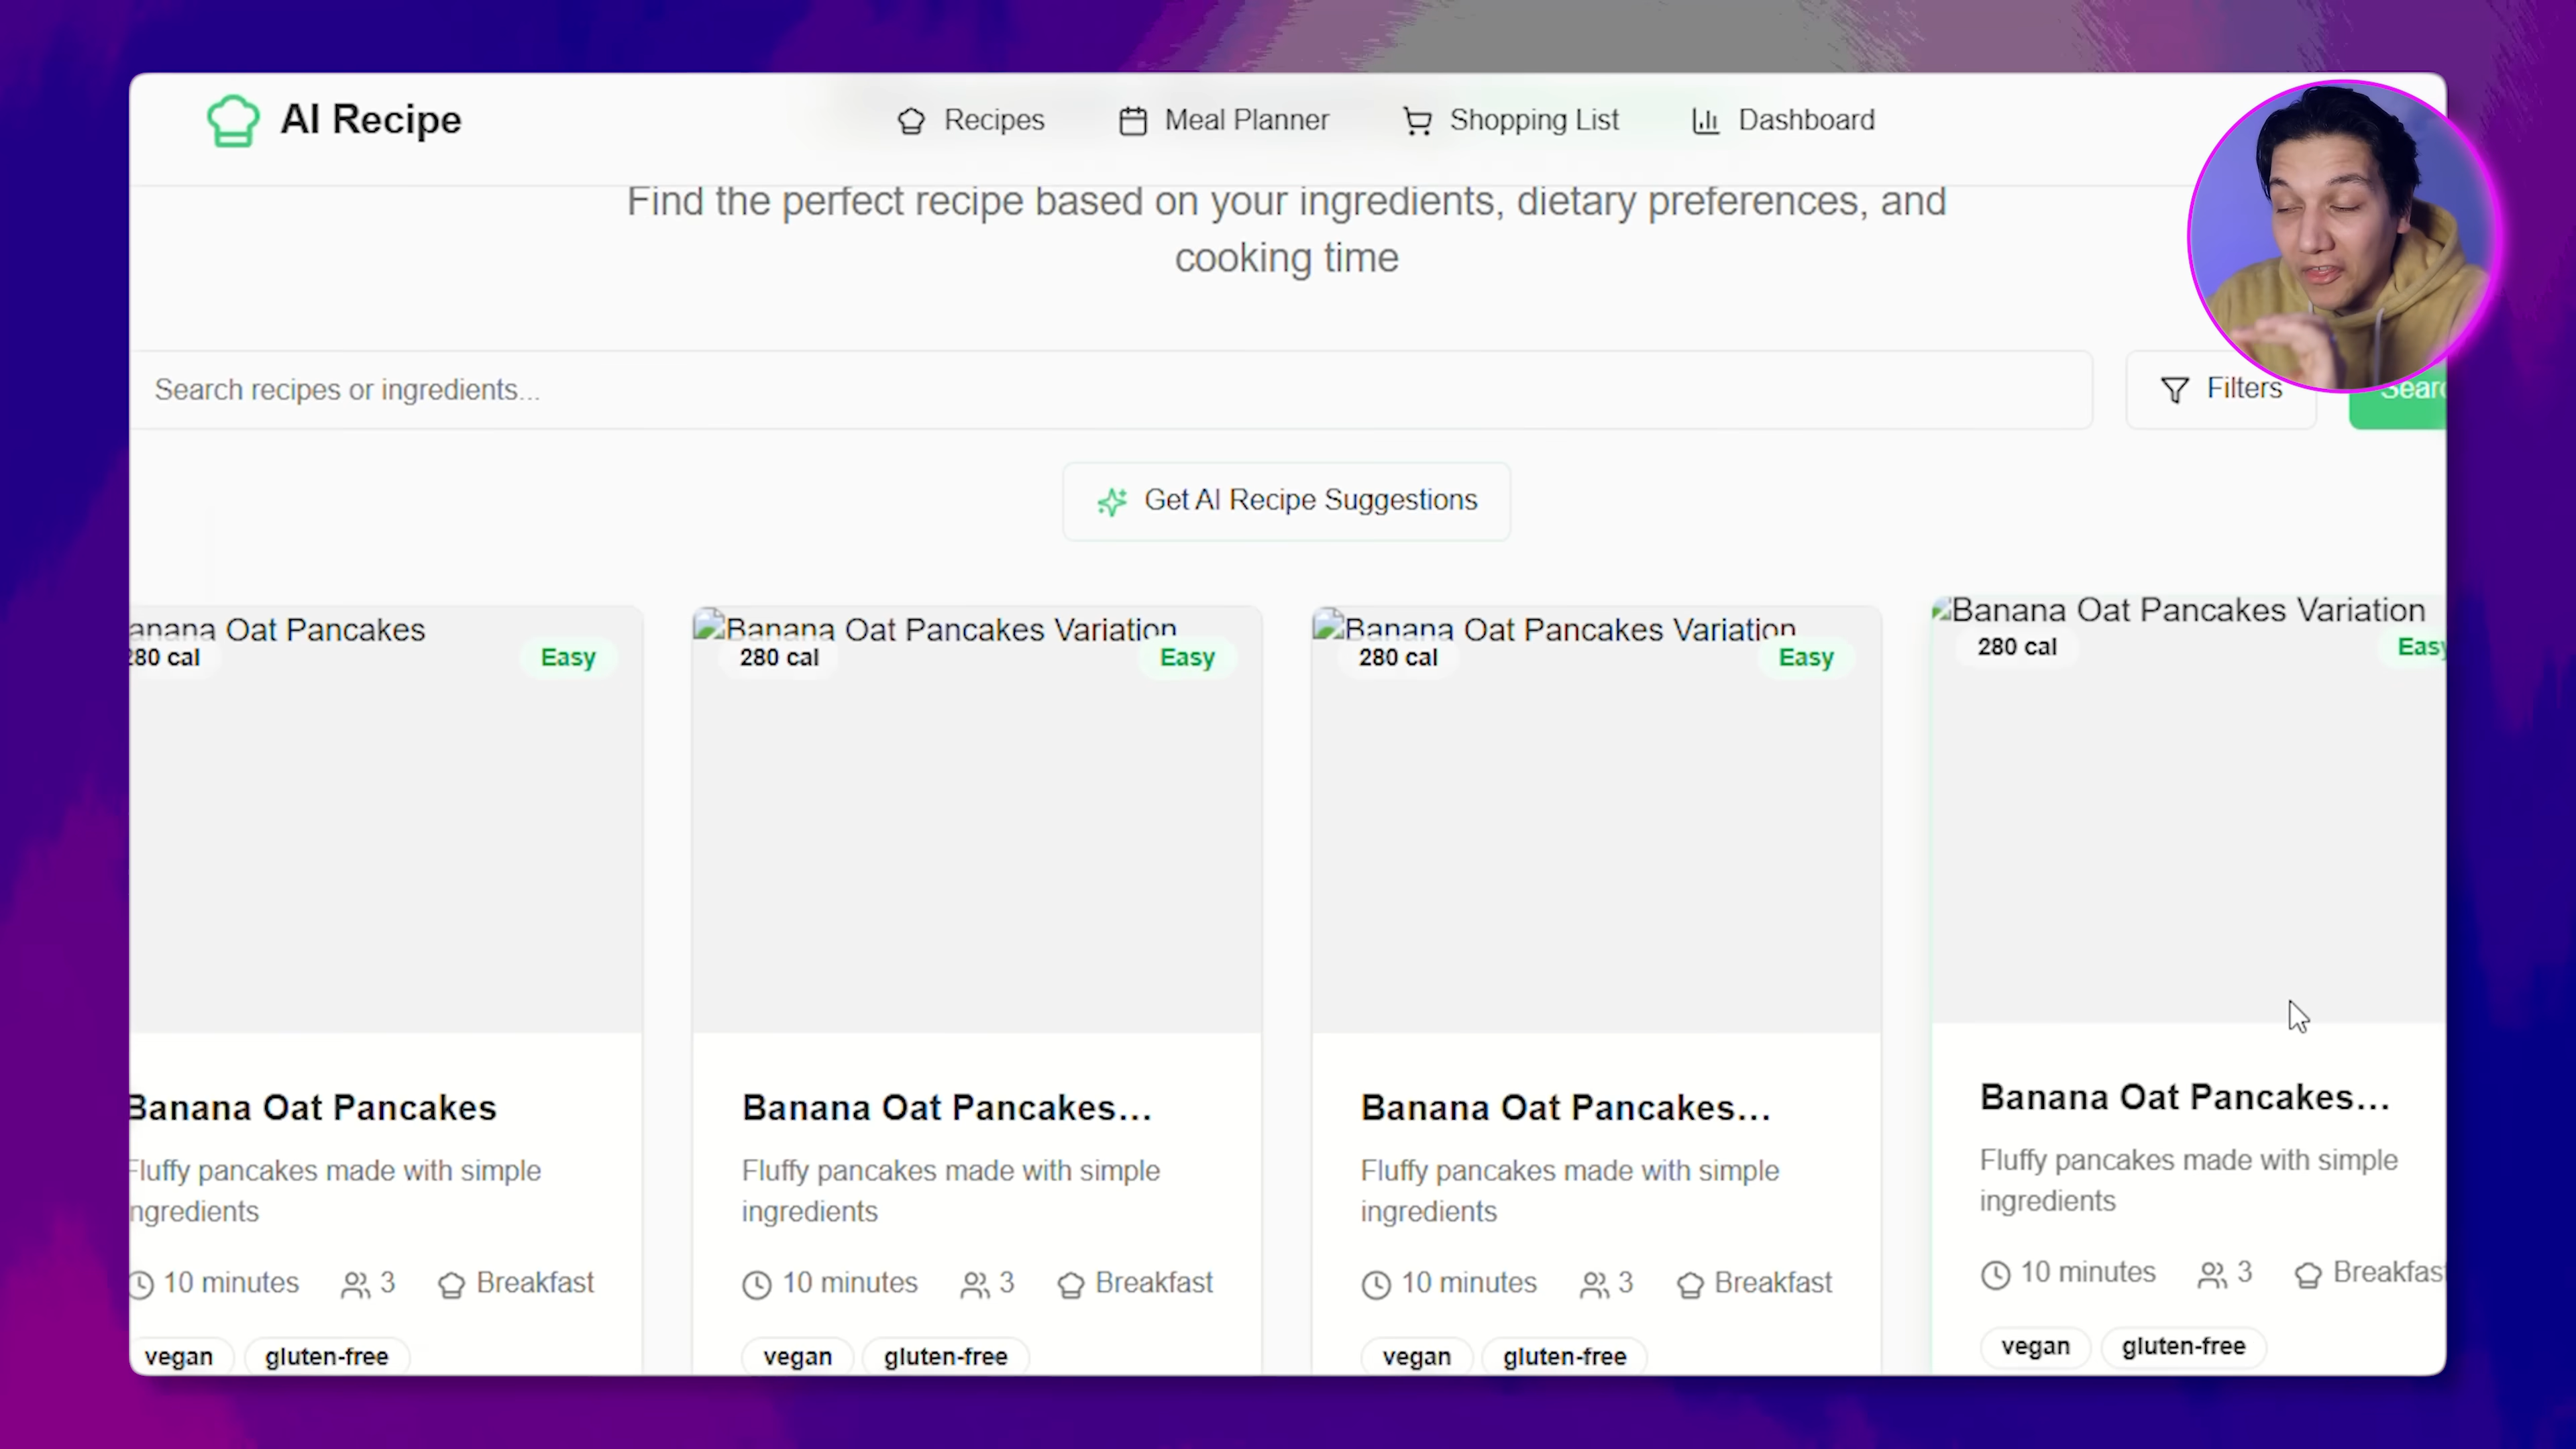 AI Recipe
Recipes
Meal Planner
Shopping List
Dashboard
Find the perfect recipe based on your ingredients, dietary preferences, and
cooking time
Search recipes or ingredients...
Filters
Searc
Get AI Recipe Suggestions
anana Oat Pancakes
280 cal
Easy
Banana Oat Pancakes
Fluffy pancakes made with simple
ingredients
10 minutes
3
Breakfast
vegan
gluten-free
Banana Oat Pancakes Variation
280 cal
Easy
Banana Oat Pancakes...
Fluffy pancakes made with simple
ingredients
10 minutes
3
Breakfast
vegan
gluten-free
Banana Oat Pancakes Variation
280 cal
Easy
Banana Oat Pancakes...
Fluffy pancakes made with simple
ingredients
10 minutes
3
Breakfast
vegan
gluten-free
Banana Oat Pancakes Variation
280 cal
Easy
Banana Oat Pancakes...
Fluffy pancakes made with simple
ingredients
10 minutes
3
Breakfast
vegan
gluten-free